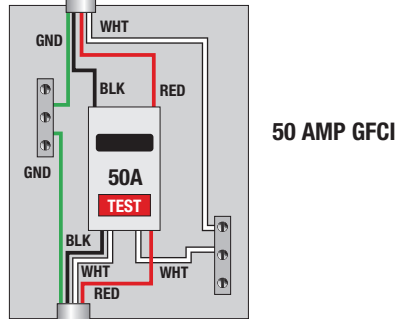 WHT
GND
BLK
RED
50 AMP GFCI
GND
50A
TEST
BLK
WHT
WHT
RED